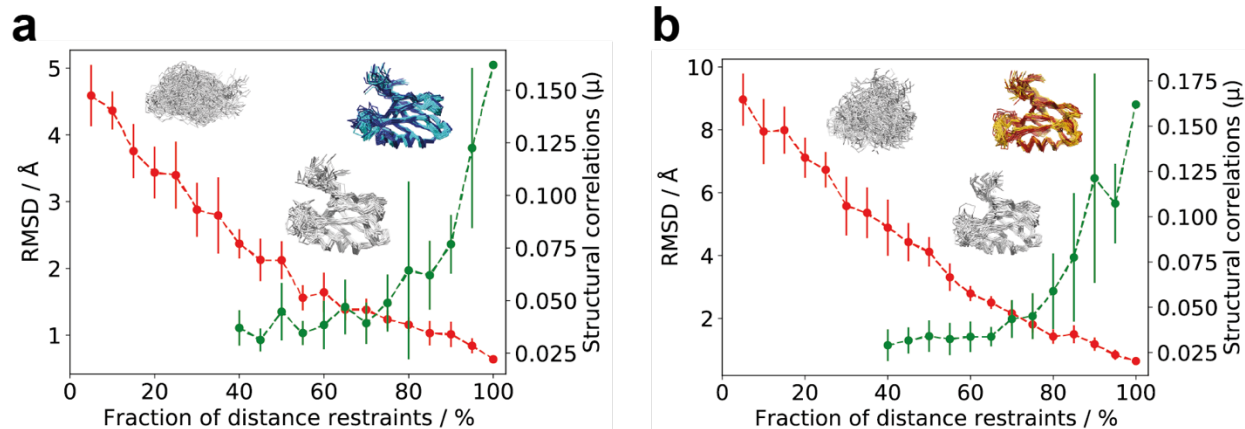 a
5
4
3
2
1
RMSD / Å
0.150
0.125
0.100
0.075
0.050
0.025
Structural correlations (μ)
0 20 40 60 80 100
Fraction of distance restraints / %
b
10
8
6
4
2
RMSD / Å
0.175
0.150
0.125
0.100
0.075
0.050
0.025
Structural correlations (μ)
0 20 40 60 80 100
Fraction of distance restraints / %